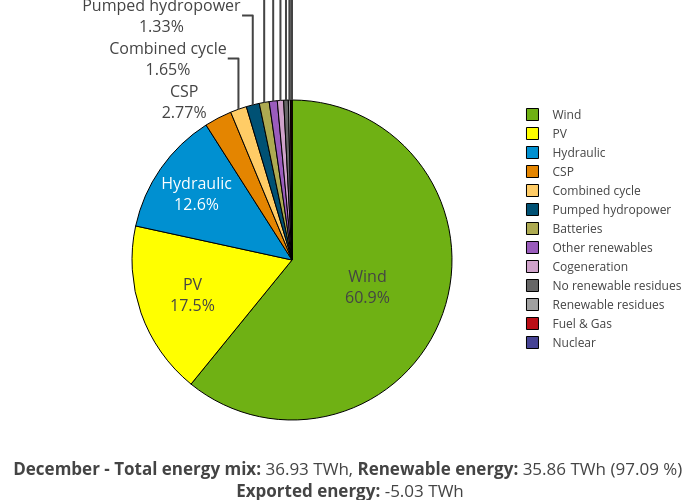 Pumped hydropower
1.33%
Combined cycle
1.65%
CSP
2.77%
Hydraulic
12.6%
PV
17.5%
Wind
60.9%
Wind
PV
Hydraulic
CSP
Combined cycle
Pumped hydropower
Batteries
Other renewables
Cogeneration
No renewable residues
Renewable residues
Fuel & Gas
Nuclear
December - Total energy mix: 36.93 TWh, Renewable energy: 35.86 TWh (97.09 %)
Exported energy: -5.03 TWh